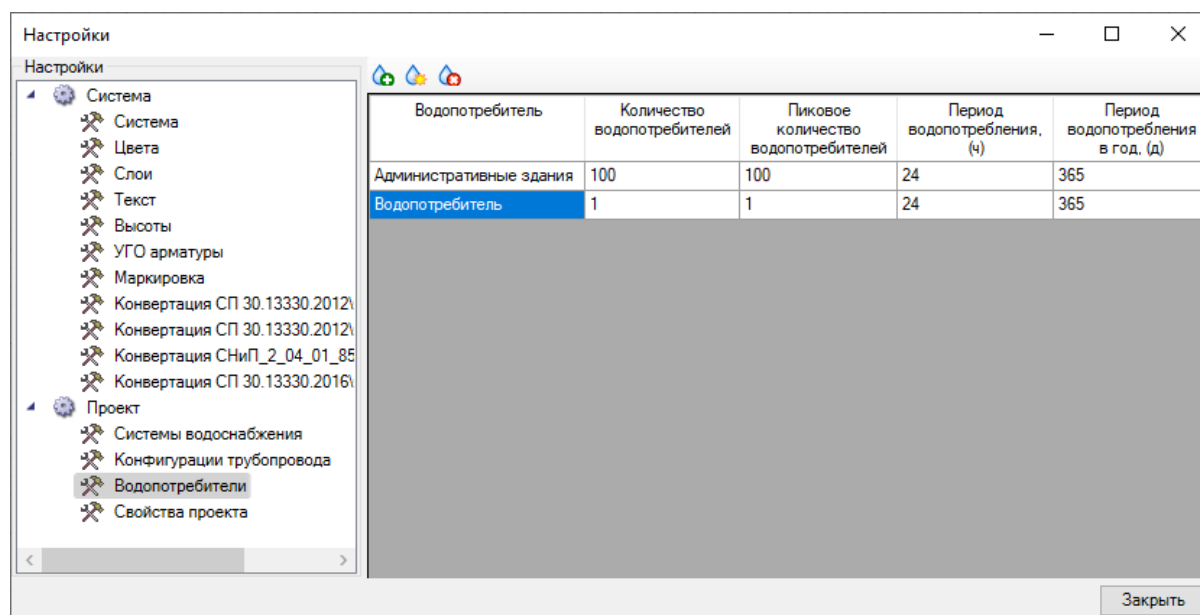 Настройки
Настройки
Система
Система
Цвета
Слои
Текст
Высоты
УГО арматуры
Маркировка
Конвертация СП 30.13330.2012\
Конвертация СП 30.13330.2012\
Конвертация СНиП_2_04_01_85
Конвертация СП 30.13330.2016\
Проект
Системы водоснабжения
Конфигурации трубопровода
Водопотребители
Свойства проекта
Водопотребитель
Количество
водопотребителей
Пиковое
количество
водопотребителей
Период
водопотребления,
(ч)
Период
водопотребления
в год, (д)
Административные здания 100 100 24 365
Водопотребитель 1 1 24 365
Закрыть